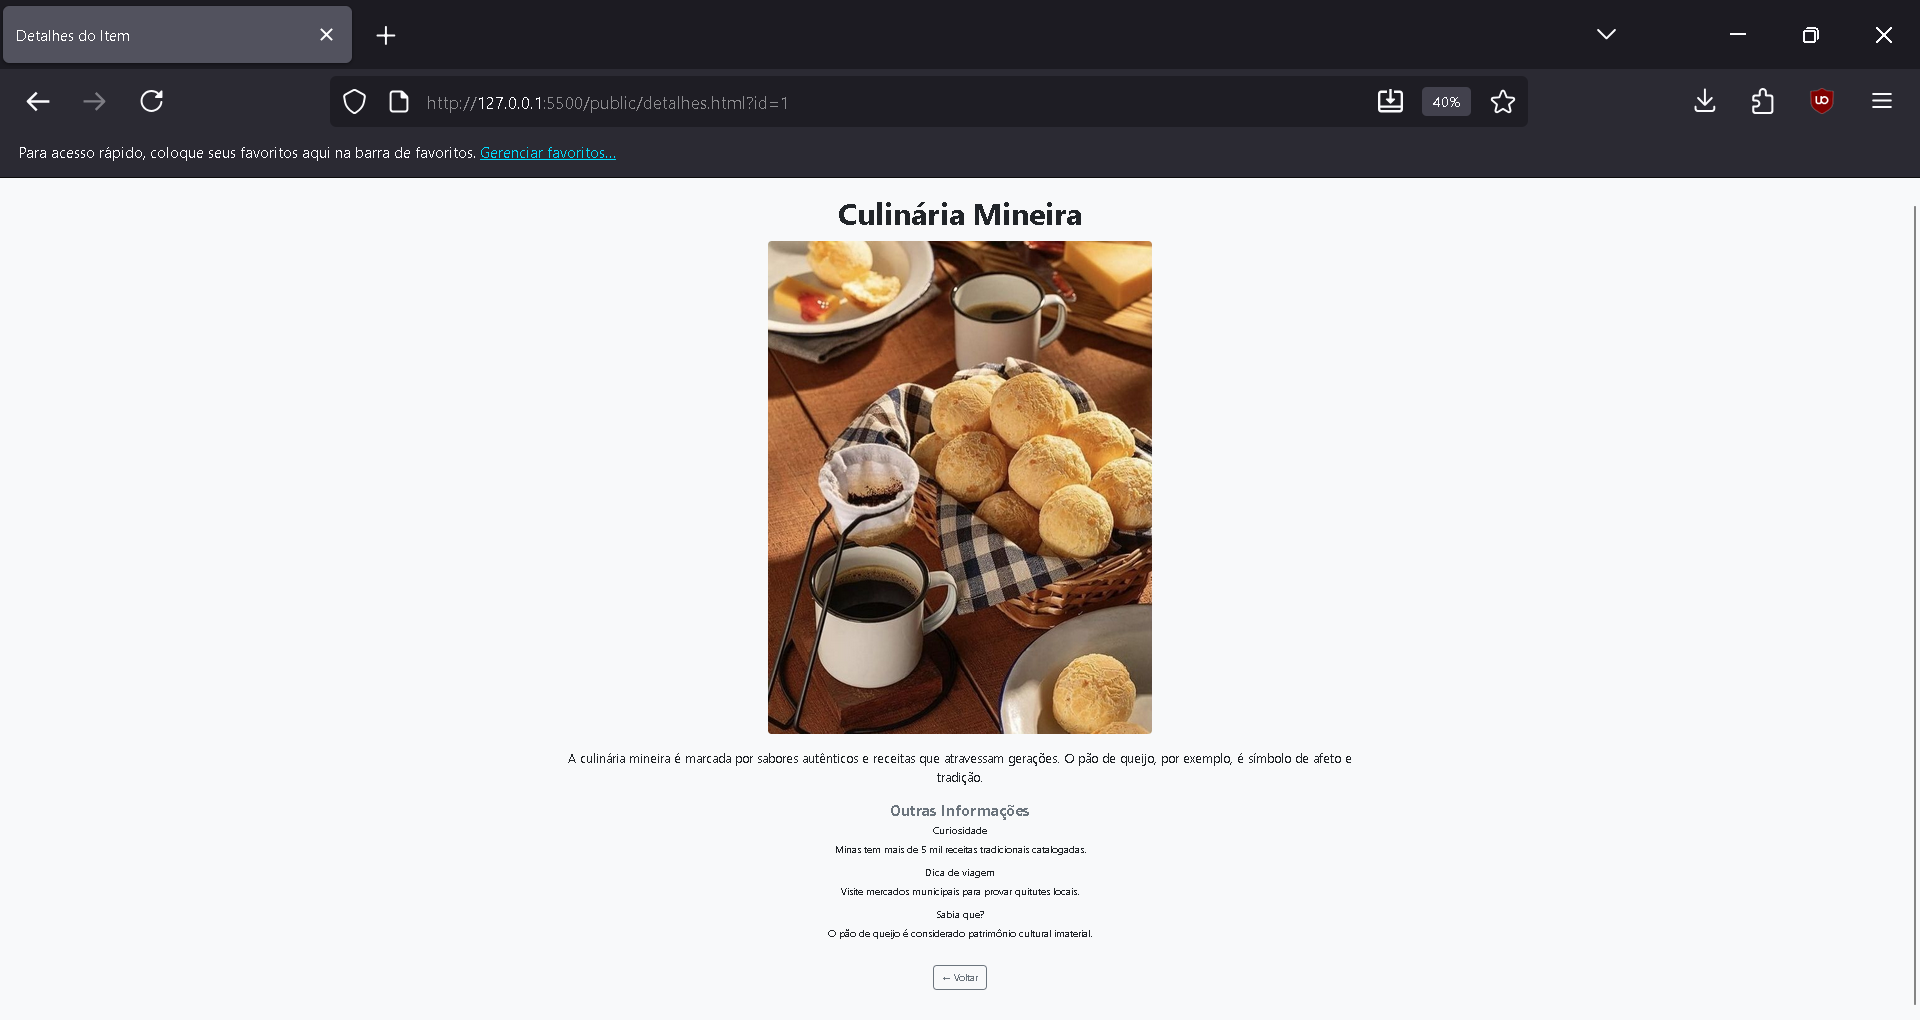 Detalhes do Item
http://127.0.0.1:5500/public/detalhes.html?id=1
40%
Para acesso rápido, coloque seus favoritos aqui na barra de favoritos. Gerenciar favoritos...
Culinária Mineira
A culinária mineira é marcada por sabores autênticos e receitas que atravessam gerações. O pão de queijo, por exemplo, é símbolo de afeto e
tradição.
Outras Informações
Curiosidade
Minas tem mais de 5 mil receitas tradicionais catalogadas.
Dica de viagem
Visite mercados municipais para provar quitutes locais.
Sabia que?
O pão de queijo é considerado patrimônio cultural imaterial.
← Voltar